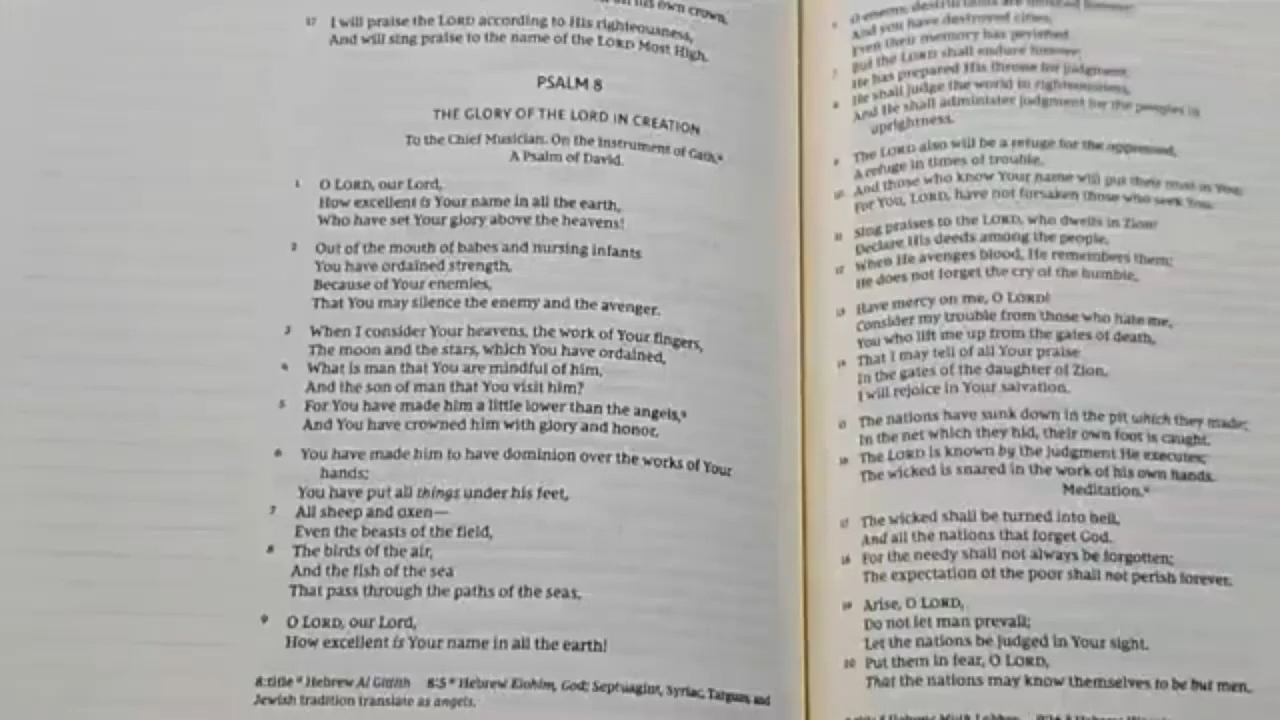 his own crown.
17 I will praise the LORD according to His righteousness,
And will sing praise to the name of the LORD Most High.
PSALM 8
THE GLORY OF THE LORD IN CREATION
To the Chief Musician. On the instrument of Gath.*
A Psalm of David.
1 O LORD, our Lord,
How excellent is Your name in all the earth,
Who have set Your glory above the heavens!
2 Out of the mouth of babes and nursing infants
You have ordained strength,
Because of Your enemies,
That You may silence the enemy and the avenger.
3 When I consider Your heavens, the work of Your fingers,
The moon and the stars, which You have ordained,
4 What is man that You are mindful of him,
And the son of man that You visit him?
5 For You have made him a little lower than the angels,*
And You have crowned him with glory and honor.
6 You have made him to have dominion over the works of Your
hands;
You have put all things under his feet,
7 All sheep and oxen—
Even the beasts of the field,
8 The birds of the air,
And the fish of the sea
That pass through the paths of the seas.
9 O LORD, our Lord,
How excellent is Your name in all the earth!
8:title * Hebrew Al Gittith 8:5 * Hebrew Elohim, God; Septuagint, Syriac, Targum, and
Jewish tradition translate as angels.
O enemy, destructions are finished forever!
And you have destroyed cities;
Even their memory has perished.
7 But the LORD shall endure forever;
He has prepared His throne for judgment.
8 He shall judge the world in righteousness,
And He shall administer judgment for the peoples in
uprightness.
9 The LORD also will be a refuge for the oppressed,
A refuge in times of trouble.
10 And those who know Your name will put their trust in You;
For You, LORD, have not forsaken those who seek You.
11 Sing praises to the LORD, who dwells in Zion!
Declare His deeds among the people.
12 When He avenges blood, He remembers them;
He does not forget the cry of the humble.
13 Have mercy on me, O LORD!
Consider my trouble from those who hate me,
You who lift me up from the gates of death,
14 That I may tell of all Your praise
In the gates of the daughter of Zion.
I will rejoice in Your salvation.
15 The nations have sunk down in the pit which they made;
In the net which they hid, their own foot is caught.
16 The LORD is known by the judgment He executes;
The wicked is snared in the work of his own hands.
Meditation.*
17 The wicked shall be turned into hell,
And all the nations that forget God.
18 For the needy shall not always be forgotten;
The expectation of the poor shall not perish forever.
19 Arise, O LORD,
Do not let man prevail;
Let the nations be judged in Your sight.
20 Put them in fear, O LORD,
That the nations may know themselves to be but men.